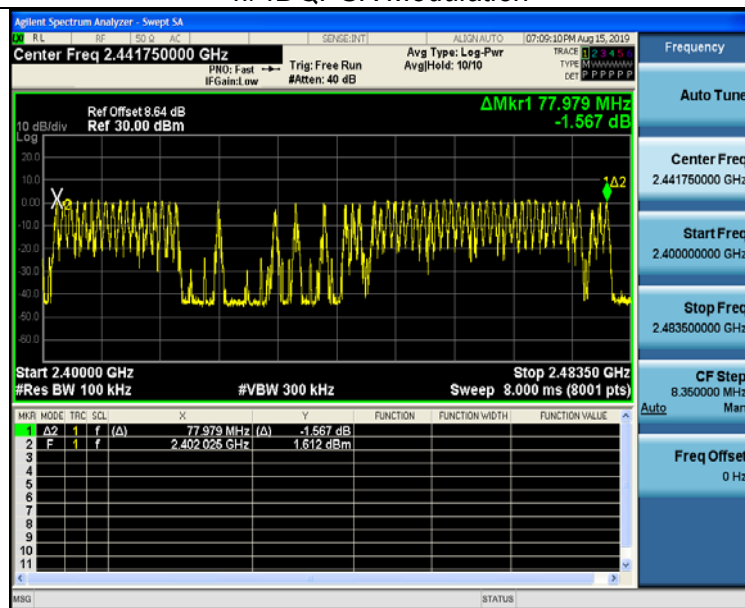 Agilent Spectrum Analyzer - Swept SA
RL RF 50 Ω AC SENSE:INT ALIGN AUTO 07:09:10 PM Aug 15, 2019
Center Freq 2.441750000 GHz
PNO: Fast
IFGain:Low
Trig: Free Run
#Atten: 40 dB
Avg Type: Log-Pwr
Avg|Hold: 10/10
TRACE 1 2 3 4 5 6
TYPE M
DET P P P P P P
Frequency
Auto Tune
Center Freq
2.441750000 GHz
Start Freq
2.400000000 GHz
Stop Freq
2.483500000 GHz
CF Step
8.350000 MHz
Auto Man
Freq Offset
0 Hz
ΔMkr1 77.979 MHz
-1.567 dB
Ref Offset 8.64 dB
10 dB/div Ref 30.00 dBm
Log
20.0
10.0
0.00
-10.0
-20.0
-30.0
-40.0
-50.0
-60.0
2
1Δ2
Start 2.40000 GHz Stop 2.48350 GHz
#Res BW 100 kHz #VBW 300 kHz Sweep 8.000 ms (8001 pts)
MKR MODE TRC SCL X Y FUNCTION FUNCTION WIDTH FUNCTION VALUE
1 Δ2 1 f (Δ) 77.979 MHz (Δ) -1.567 dB
2 F 1 f 2.402 025 GHz 1.612 dBm
3
4
5
6
7
8
9
10
11
MSG STATUS